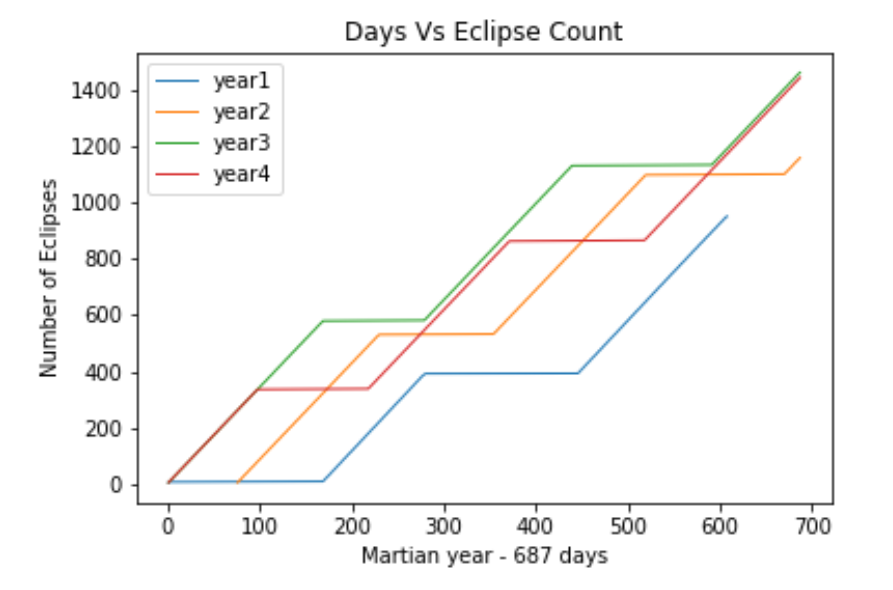 Days Vs Eclipse Count
year1
year2
year3
year4
Number of Eclipses
1400
1200
1000
800
600
400
200
0
0 100 200 300 400 500 600 700
Martian year - 687 days